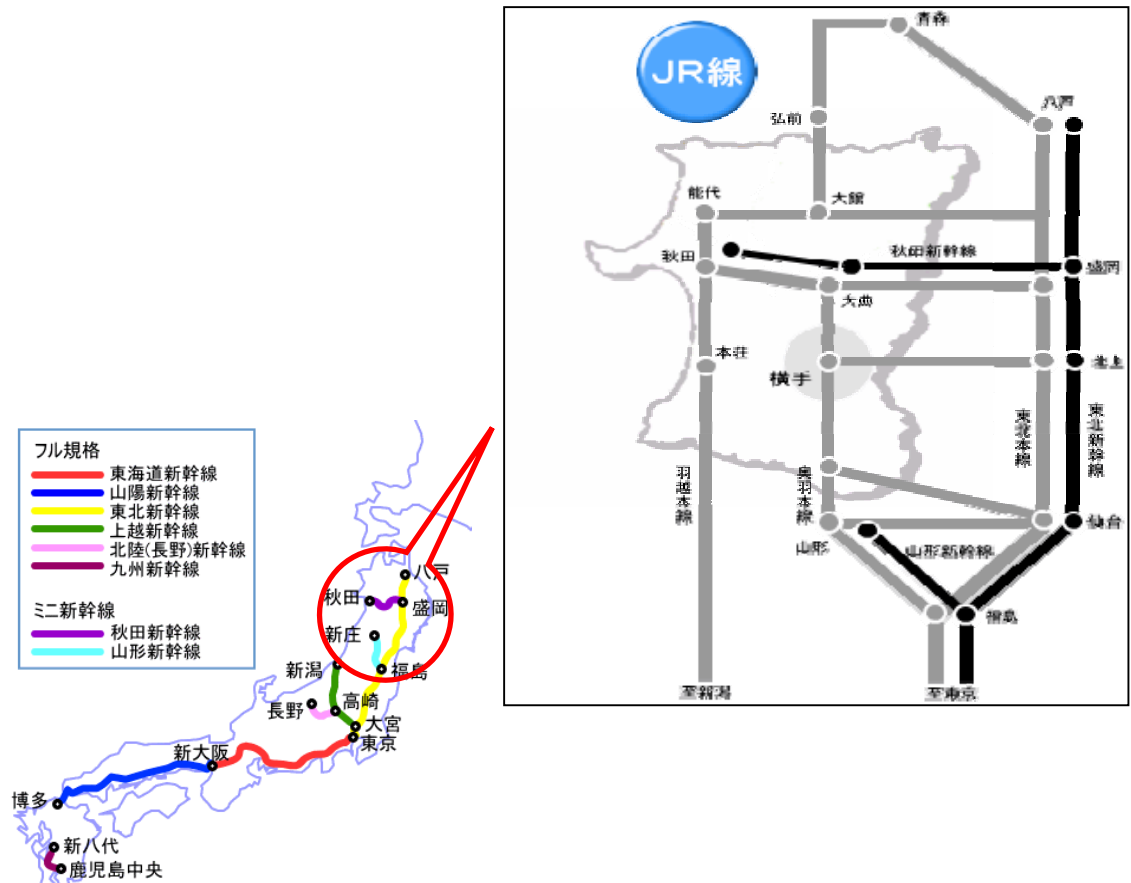 フル規格
東海道新幹線
山陽新幹線
東北新幹線
上越新幹線
北陸(長野)新幹線
九州新幹線
ミニ新幹線
秋田新幹線
山形新幹線
八戸
秋田
盛岡
新庄
新潟
福島
長野
高崎
大宮
東京
新大阪
博多
新八代
鹿児島中央
JR線
青森
八戸
弘前
能代
大館
秋田
秋田新幹線
盛岡
大曲
本荘
横手
北上
羽越本線
奥羽本線
東北本線
東北新幹線
山形
山形新幹線
仙台
福島
至新潟
至東京